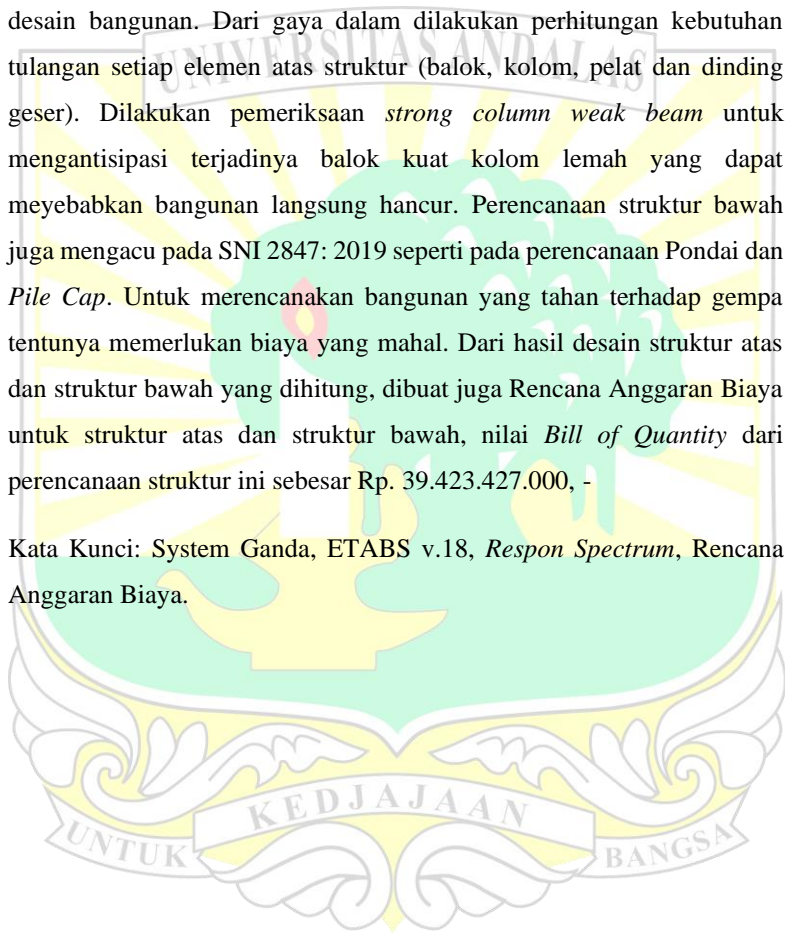 desain bangunan. Dari gaya dalam dilakukan perhitungan kebutuhan
tulangan setiap elemen atas struktur (balok, kolom, pelat dan dinding
geser). Dilakukan pemeriksaan strong column weak beam untuk
mengantisipasi terjadinya balok kuat kolom lemah yang dapat
meyebabkan bangunan langsung hancur. Perencanaan struktur bawah
juga mengacu pada SNI 2847: 2019 seperti pada perencanaan Pondai dan
Pile Cap. Untuk merencanakan bangunan yang tahan terhadap gempa
tentunya memerlukan biaya yang mahal. Dari hasil desain struktur atas
dan struktur bawah yang dihitung, dibuat juga Rencana Anggaran Biaya
untuk struktur atas dan struktur bawah, nilai Bill of Quantity dari
perencanaan struktur ini sebesar Rp. 39.423.427.000, -
Kata Kunci: System Ganda, ETABS v.18, Respon Spectrum, Rencana
Anggaran Biaya.
UNIVERSITAS ANDALAS
UNTUK KEDJAJAAN BANGSA